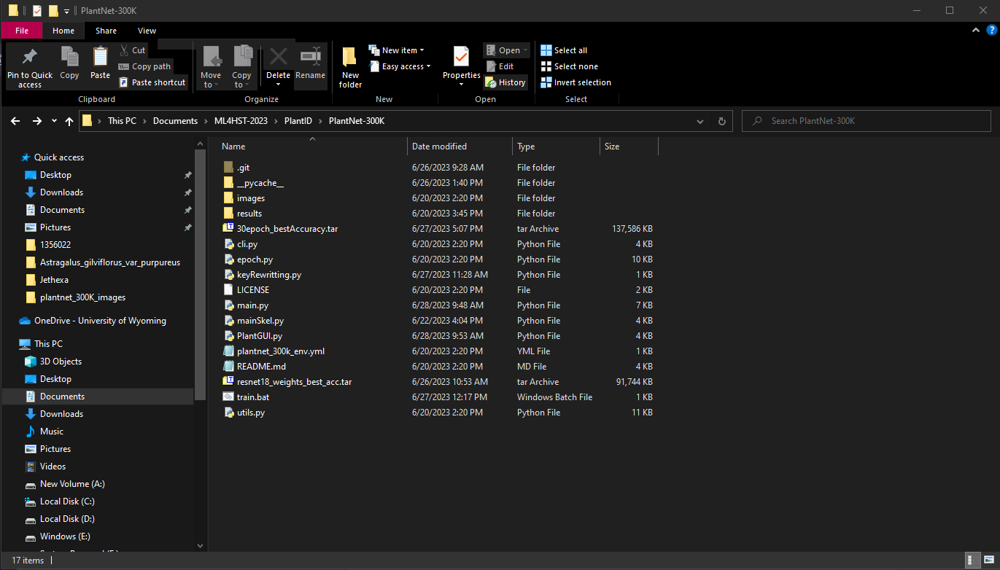 PlantNet-300K
File Home Share View
Pin to Quick access
Copy
Paste
Cut
Copy path
Paste shortcut
Clipboard
Move to
Copy to
Delete
Rename
Organize
New folder
New item
Easy access
New
Properties
Open
Edit
History
Open
Select all
Select none
Invert selection
Select
This PC > Documents > ML4HST-2023 > PlantID > PlantNet-300K
Search PlantNet-300K
Quick access
Desktop
Downloads
Documents
Pictures
1356022
Astragalus_gilviflorus_var_purpureus
Jethexa
plantnet_300K_images
OneDrive - University of Wyoming
This PC
3D Objects
Desktop
Documents
Downloads
Music
Pictures
Videos
New Volume (A:)
Local Disk (C:)
Local Disk (D:)
Windows (E:)
Name Date modified Type Size
.git 6/26/2023 9:28 AM File folder
__pycache__ 6/26/2023 1:40 PM File folder
images 6/20/2023 2:20 PM File folder
results 6/20/2023 3:45 PM File folder
30epoch_bestAccuracy.tar 6/27/2023 5:07 PM tar Archive 137,586 KB
cli.py 6/20/2023 2:20 PM Python File 4 KB
epoch.py 6/20/2023 2:20 PM Python File 10 KB
keyRewritting.py 6/27/2023 11:28 AM Python File 1 KB
LICENSE 6/20/2023 2:20 PM File 2 KB
main.py 6/28/2023 9:48 AM Python File 7 KB
mainSkel.py 6/22/2023 4:04 PM Python File 4 KB
PlantGUI.py 6/28/2023 9:53 AM Python File 4 KB
plantnet_300k_env.yml 6/20/2023 2:20 PM YML File 1 KB
README.md 6/20/2023 2:20 PM MD File 4 KB
resnet18_weights_best_acc.tar 6/26/2023 10:53 AM tar Archive 91,744 KB
train.bat 6/27/2023 12:17 PM Windows Batch File 1 KB
utils.py 6/20/2023 2:20 PM Python File 11 KB
17 items